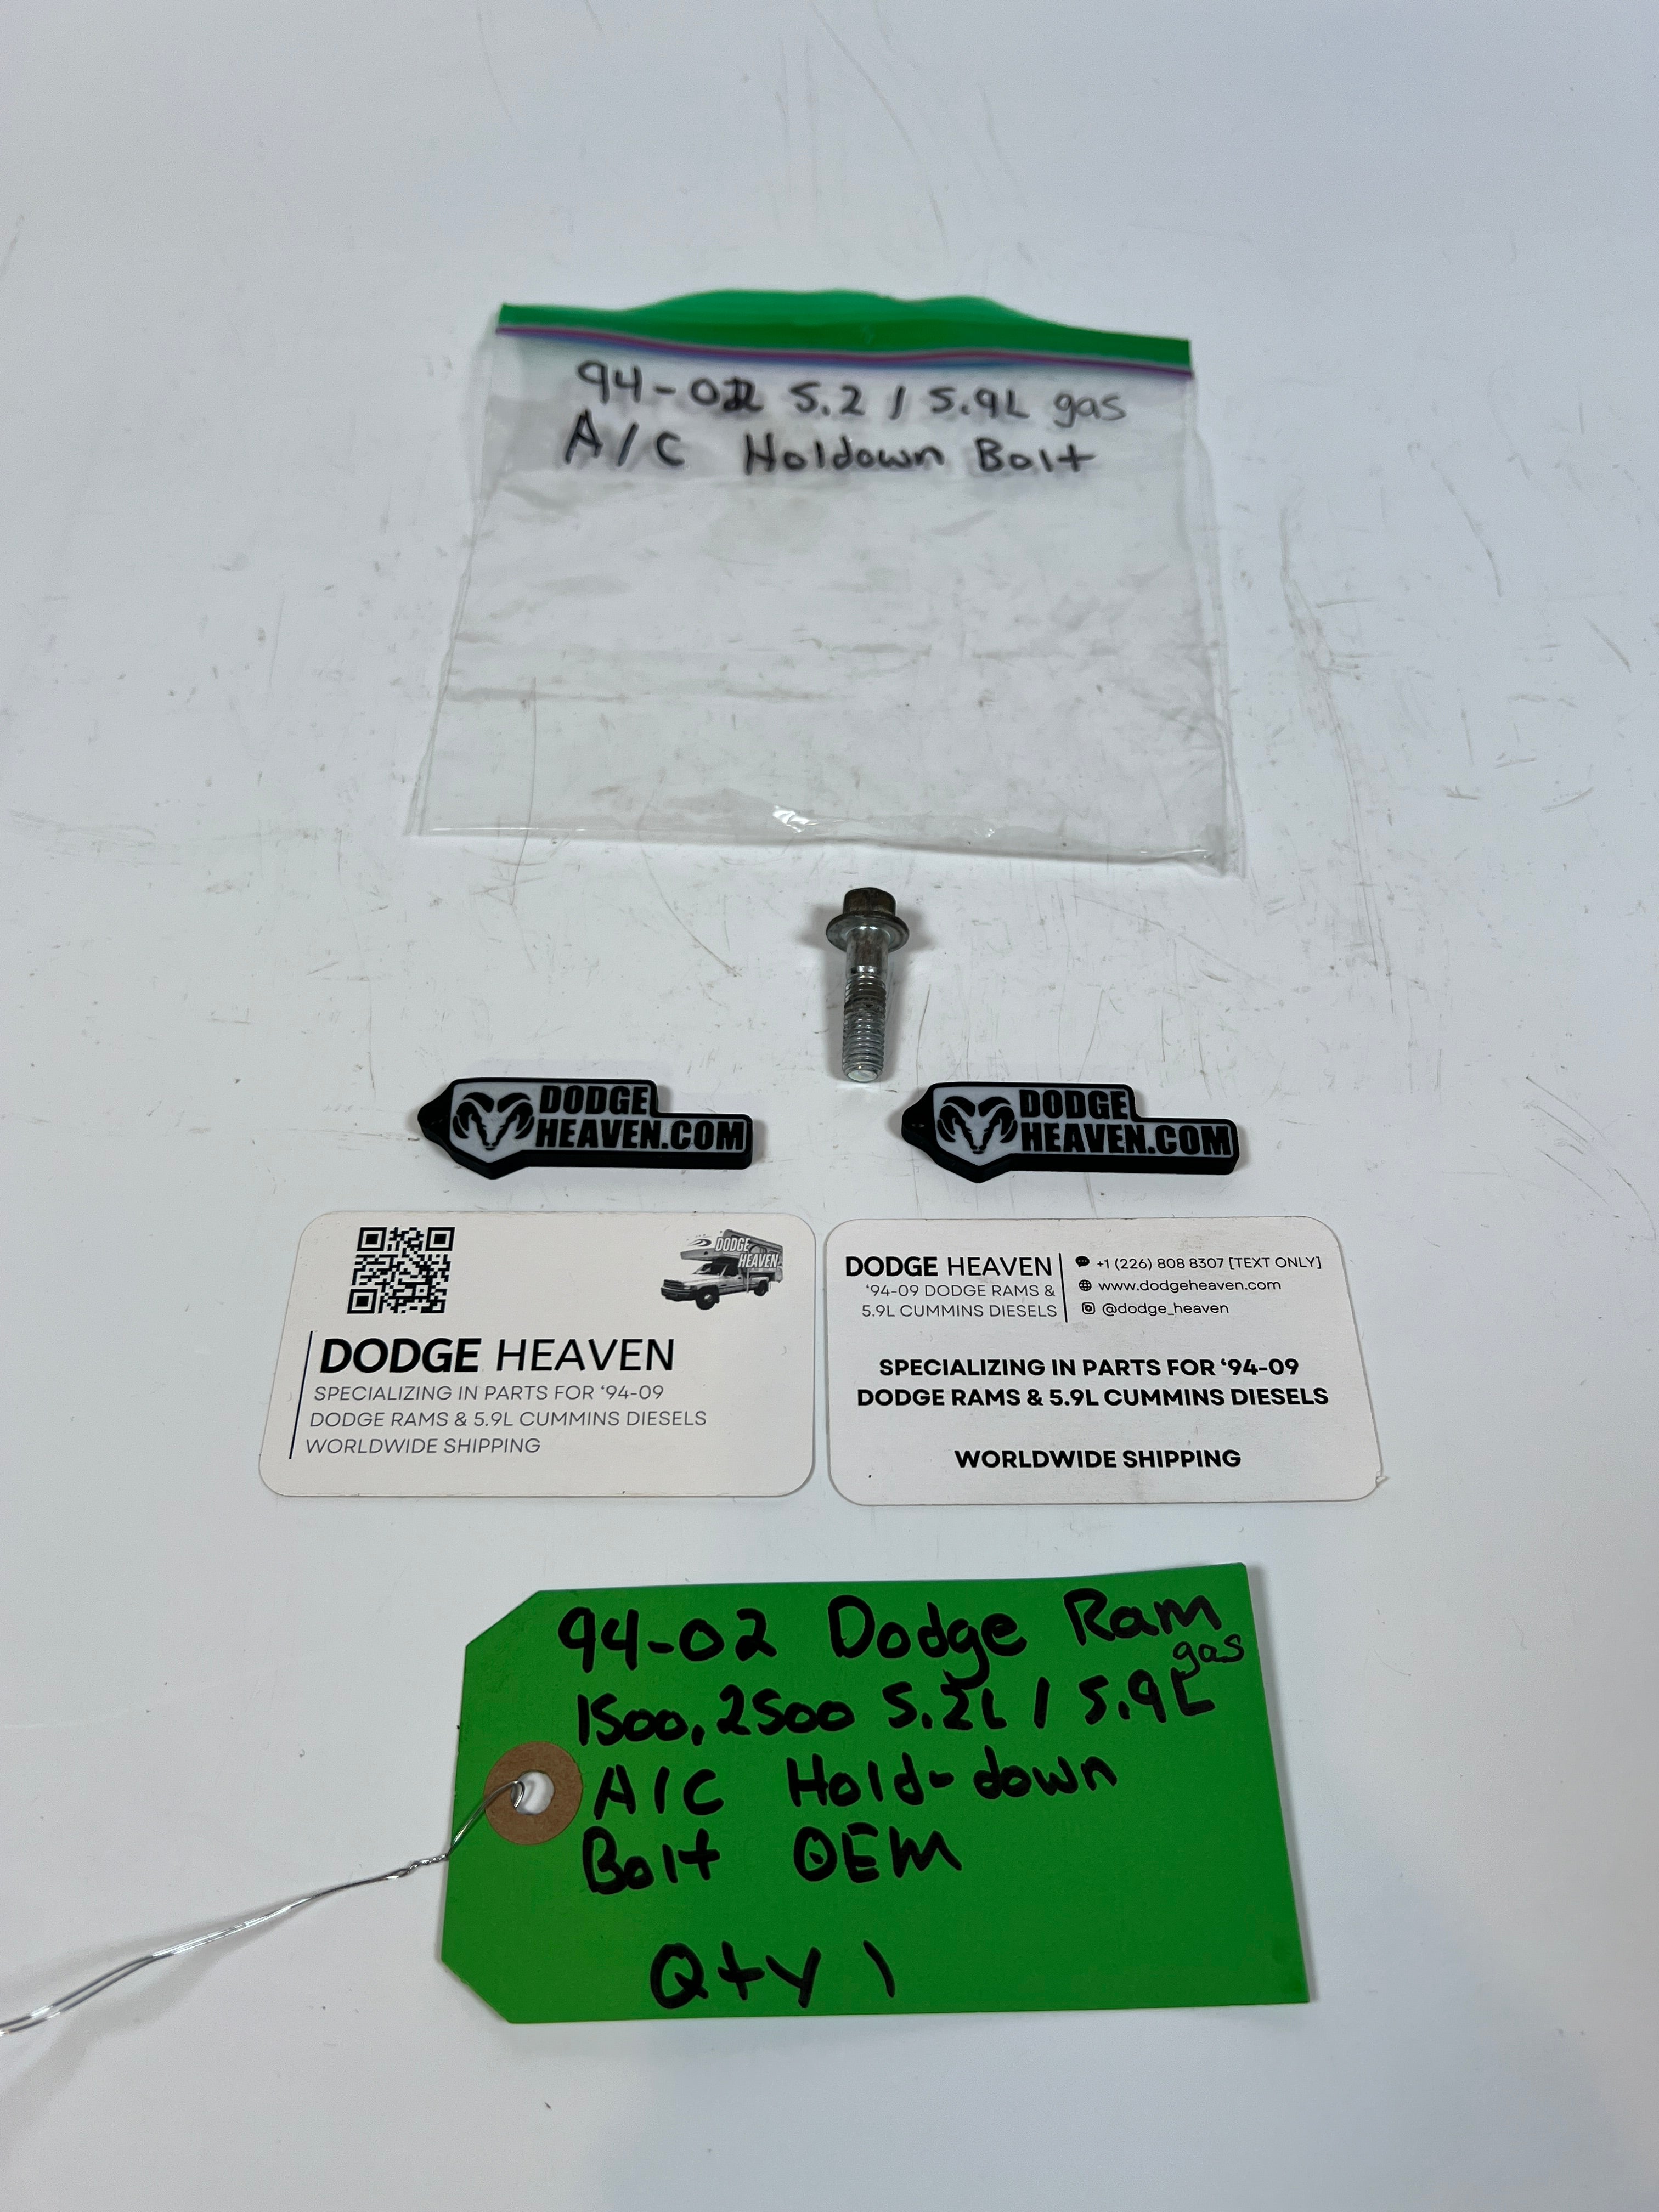 94-02 5.2 / 5.9L gas
A/C Holdown Bolt
DODGE
HEAVEN.COM
DODGE
HEAVEN.COM
DODGE
HEAVEN
DODGE HEAVEN
SPECIALIZING IN PARTS FOR ‘94-09
DODGE RAMS & 5.9L CUMMINS DIESELS
WORLDWIDE SHIPPING
DODGE HEAVEN
‘94-09 DODGE RAMS &
5.9L CUMMINS DIESELS
+1 (226) 808 8307 [TEXT ONLY]
www.dodgeheaven.com
@dodge_heaven
SPECIALIZING IN PARTS FOR ‘94-09
DODGE RAMS & 5.9L CUMMINS DIESELS
WORLDWIDE SHIPPING
94-02 Dodge Ram
gas
1500, 2500 5.2L / 5.9L
A/C Hold-down
Bolt OEM
Qty 1